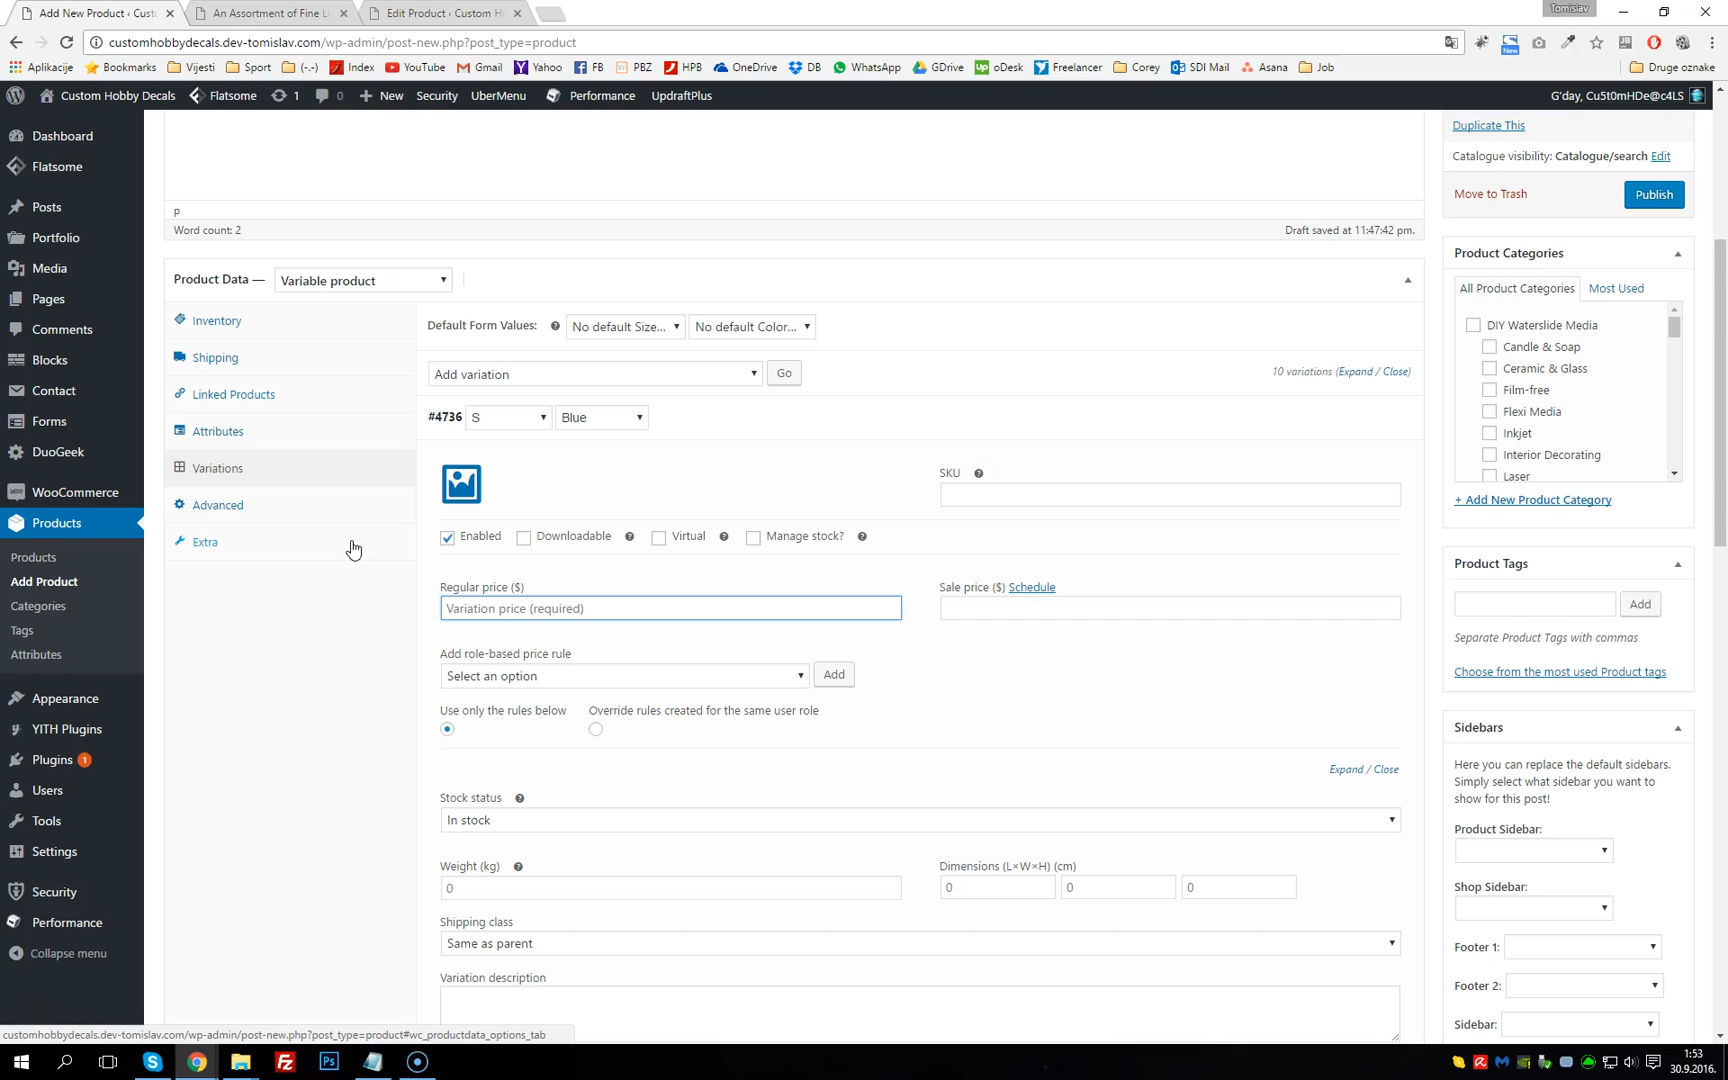 Add New Product ‹ Custo
An Assortment of Fine L
Edit Product ‹ Custom H
Tomislav
customhobbydecals.dev-tomislav.com/wp-admin/post-new.php?post_type=product
Aplikacije Bookmarks Vijesti Sport (-.-) Index YouTube Gmail Yahoo FB PBZ HPB OneDrive DB WhatsApp GDrive oDesk Freelancer Corey SDI Mail Asana Job Druge oznake
New
Custom Hobby Decals Flatsome 1 0 New Security UberMenu Performance UpdraftPlus G'day, Cu5t0mHDe@c4LS
Dashboard
Flatsome
Posts
Portfolio
Media
Pages
Comments
Blocks
Contact
Forms
DuoGeek
WooCommerce
Products
Products
Add Product
Categories
Tags
Attributes
Appearance
YITH Plugins
Plugins 1
Users
Tools
Settings
Security
Performance
Collapse menu
p
Word count: 2 Draft saved at 11:47:42 pm.
Product Data — Variable product
Inventory
Shipping
Linked Products
Attributes
Variations
Advanced
Extra
Default Form Values: No default Size... No default Color...
Add variation Go 10 variations (Expand / Close)
#4736 S Blue
SKU
Enabled Downloadable Virtual Manage stock?
Regular price ($) Sale price ($) Schedule
Variation price (required)
Add role-based price rule
Select an option Add
Use only the rules below Override rules created for the same user role
Expand / Close
Stock status
In stock
Weight (kg) Dimensions (L×W×H) (cm)
0 0 0 0
Shipping class
Same as parent
Variation description
Duplicate This
Catalogue visibility: Catalogue/search Edit
Move to Trash Publish
Product Categories
All Product Categories Most Used
DIY Waterslide Media
Candle & Soap
Ceramic & Glass
Film-free
Flexi Media
Inkjet
Interior Decorating
Laser
+ Add New Product Category
Product Tags
Add
Separate Product Tags with commas
Choose from the most used Product tags
Sidebars
Here you can replace the default sidebars.
Simply select what sidebar you want to
show for this post!
Product Sidebar:
Shop Sidebar:
Footer 1:
Footer 2:
Sidebar:
customhobbydecals.dev-tomislav.com/wp-admin/post-new.php?post_type=product#wc_productdata_options_tab
1:53
30.9.2016.